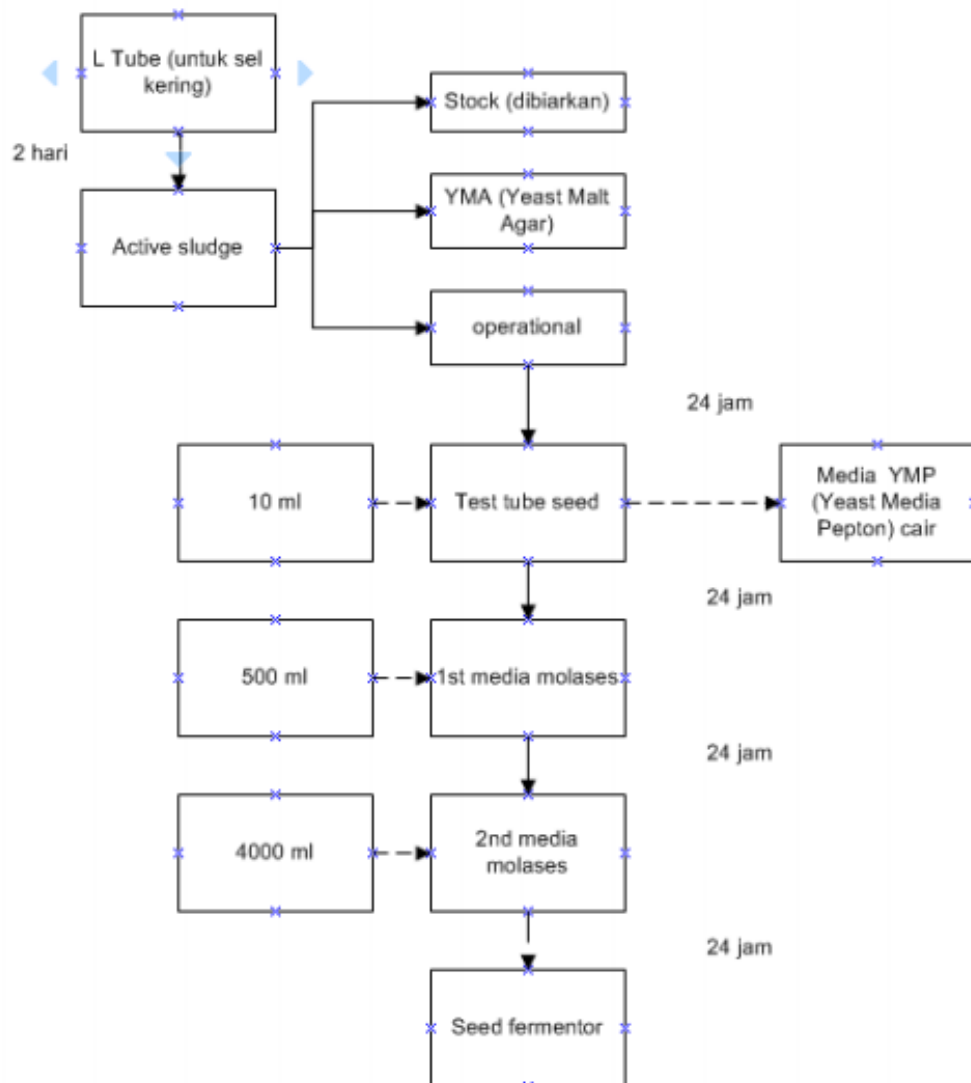 L Tube (untuk sel
kering)
2 hari
Active sludge
Stock (dibiarkan)
YMA (Yeast Malt
Agar)
operational
24 jam
10 ml
Test tube seed
Media YMP
(Yeast Media
Pepton) cair
24 jam
500 ml
1st media molases
24 jam
4000 ml
2nd media
molases
24 jam
Seed fermentor